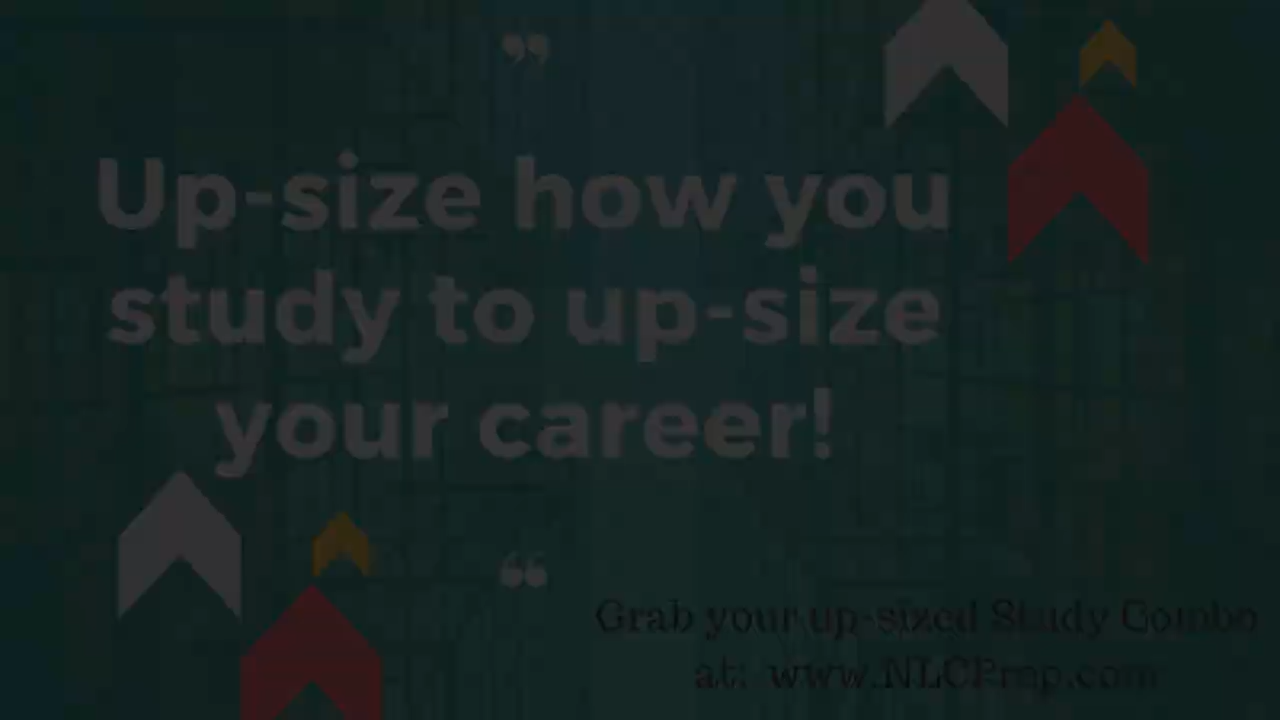 ”
Up-size how you
study to up-size
your career!
“
Grab your up-sized Study Combo
at: www.NLCPrep.com